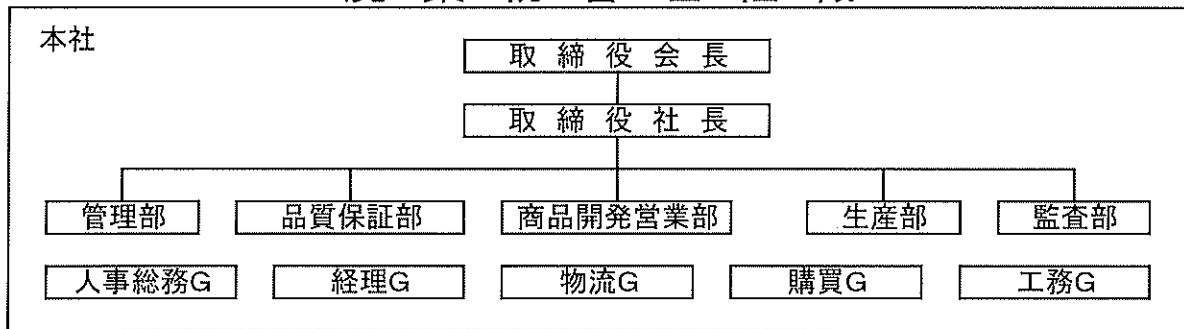 本社
取締役会長
取締役社長
管理部 品質保証部 商品開発営業部 生産部 監査部
人事総務G 経理G 物流G 購買G 工務G